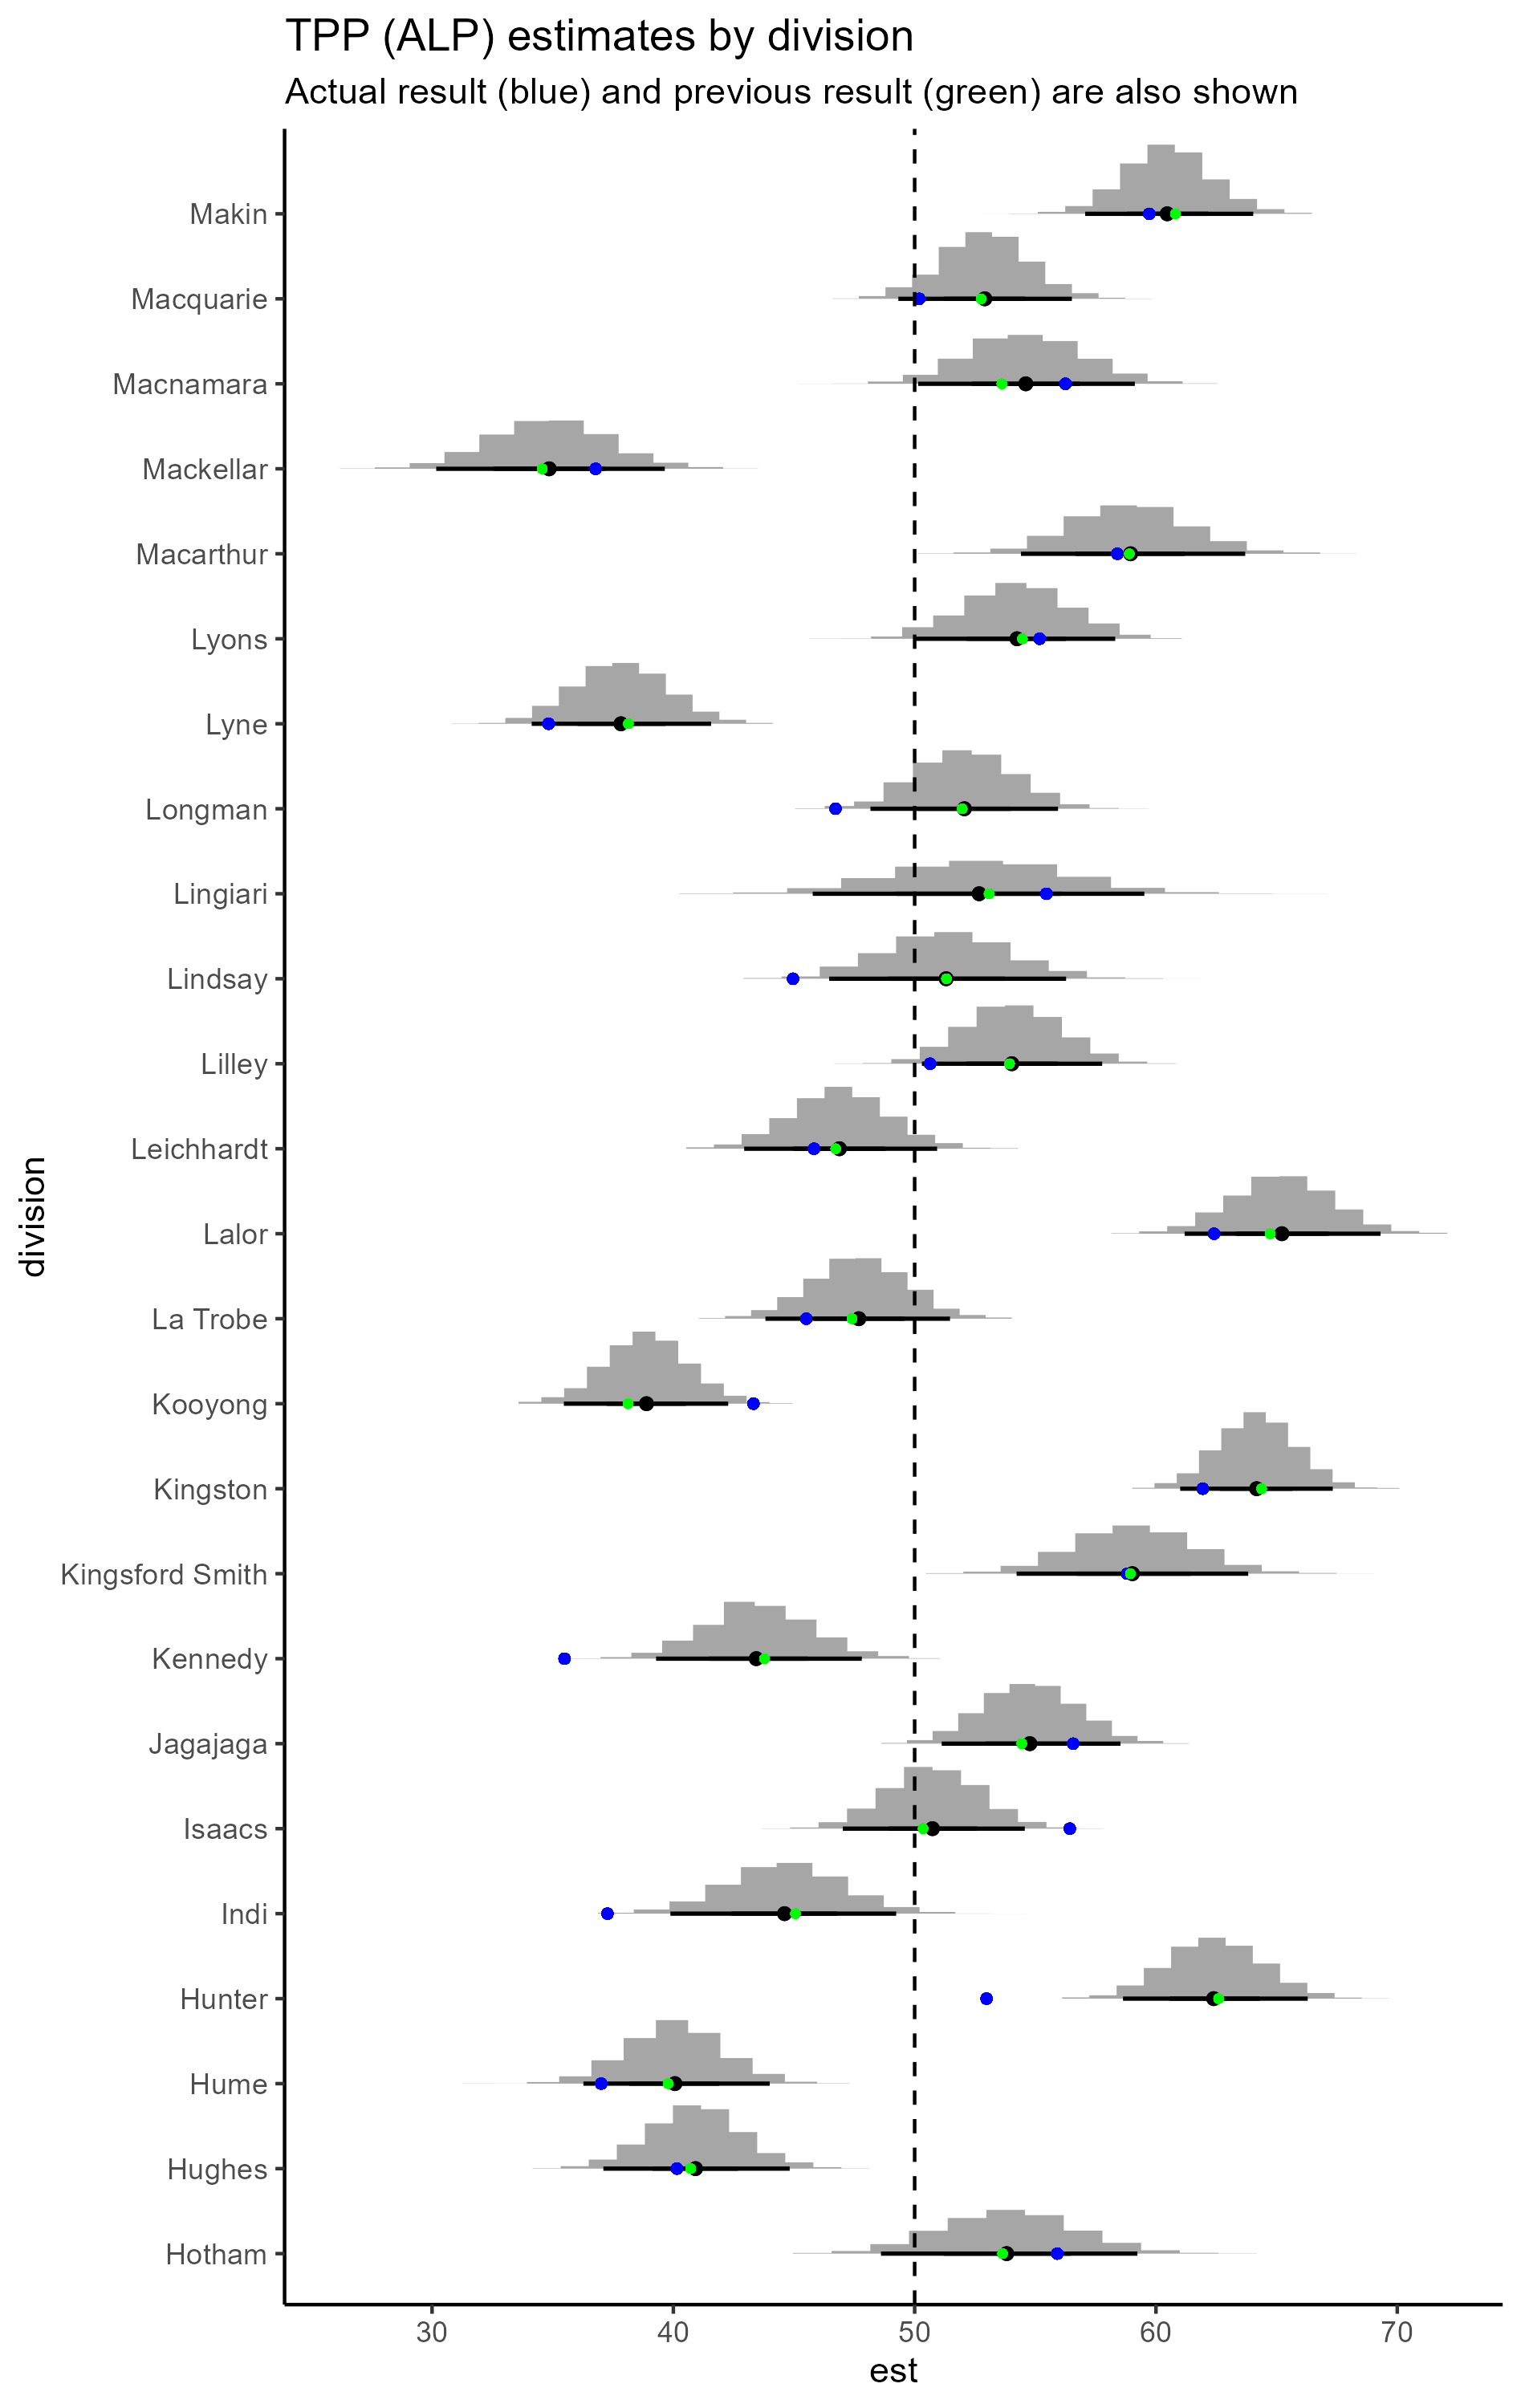 TPP (ALP) estimates by division
Actual result (blue) and previous result (green) are also shown
Makin
Macquarie
Macnamara
Mackellar
Macarthur
Lyons
Lyne
Longman
Lingiari
Lindsay
Lilley
Leichhardt
Lalor
La Trobe
Kooyong
Kingston
Kingsford Smith
Kennedy
Jagajaga
Isaacs
Indi
Hunter
Hume
Hughes
Hotham
division
30 40 50 60 70
est